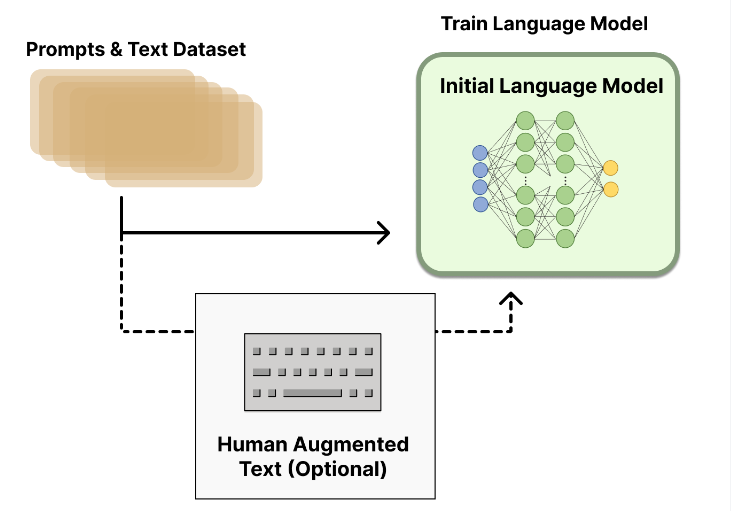 Train Language Model
Prompts & Text Dataset
Initial Language Model
Human Augmented
Text (Optional)